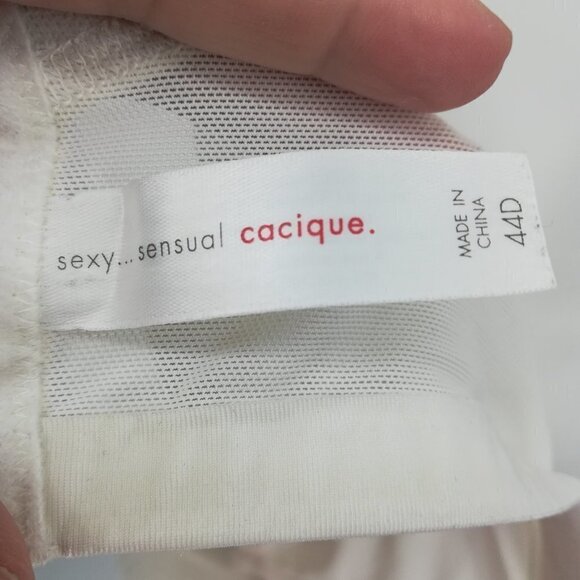 sexy...sensual cacique.
MADE IN
CHINA
44D